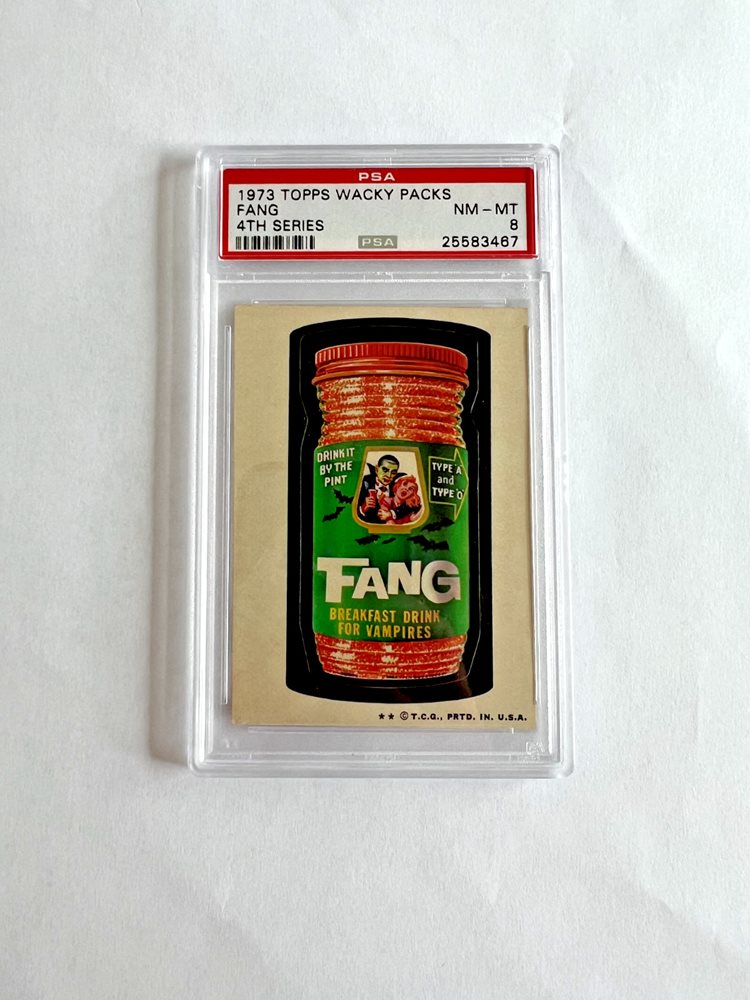 PSA
1973 TOPPS WACKY PACKS
FANG NM-MT
4TH SERIES 8
PSA 25583467
DRINK IT
BY THE
PINT
TYPE "A"
and
TYPE "O"
FANG
BREAKFAST DRINK
FOR VAMPIRES
★★ © T.C.G., PRTD. IN. U.S.A.